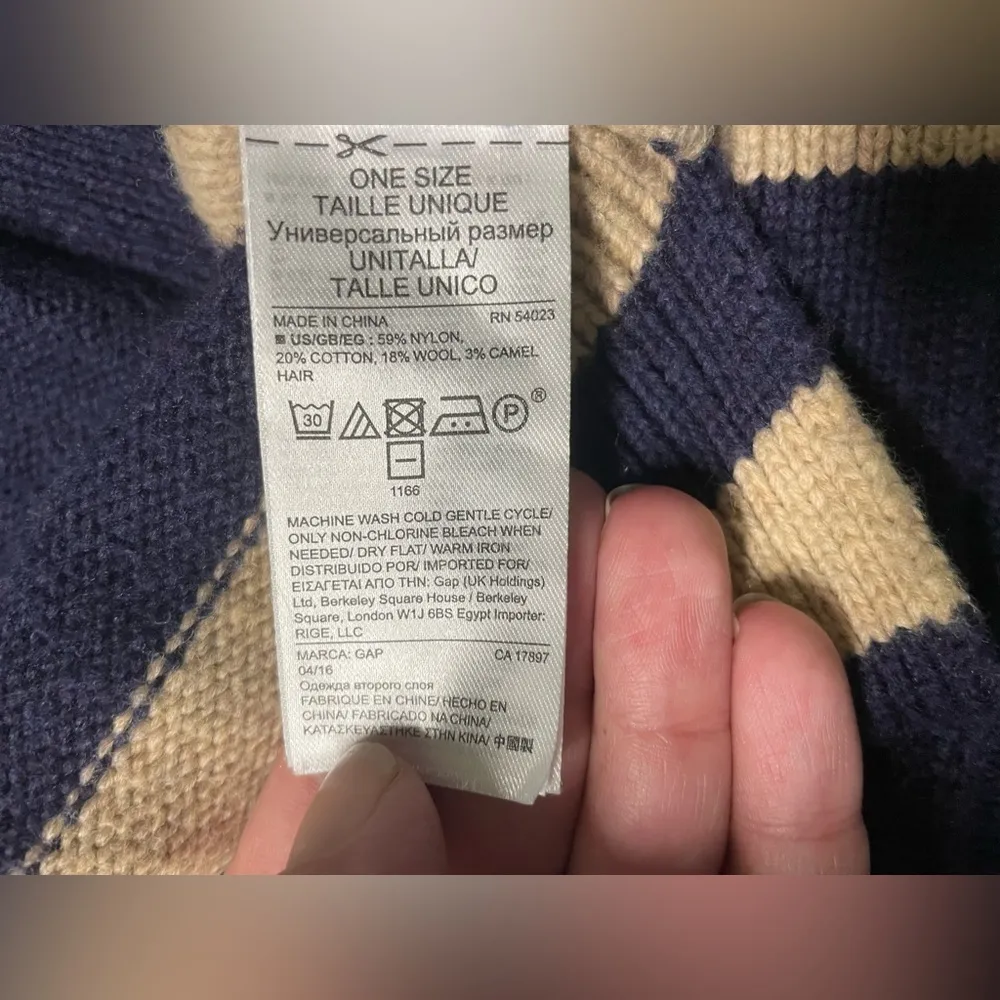 ONE SIZE
TAILLE UNIQUE
Универсальный размер
UNITALLA/
TALLE UNICO
MADE IN CHINA RN 54023
US/GB/EG : 59% NYLON,
20% COTTON, 18% WOOL, 3% CAMEL
HAIR
30 P ®
1166
MACHINE WASH COLD GENTLE CYCLE/
ONLY NON-CHLORINE BLEACH WHEN
NEEDED/ DRY FLAT/ WARM IRON
DISTRIBUIDO POR/ IMPORTED FOR/
ΕΙΣΑΓΕΤΑΙ ΑΠΟ ΤΗΝ: Gap (UK Holdings)
Ltd, Berkeley Square House / Berkeley
Square, London W1J 6BS Egypt Importer:
RIGE, LLC
MARCA: GAP CA 17897
04/16
Одежда второго слоя
FABRIQUE EN CHINE/ HECHO EN
CHINA/ FABRICADO NA CHINA/
ΚΑΤΑΣΚΕΥΑΣΤΗΚΕ ΣΤΗΝ ΚΙΝΑ/ 中國製